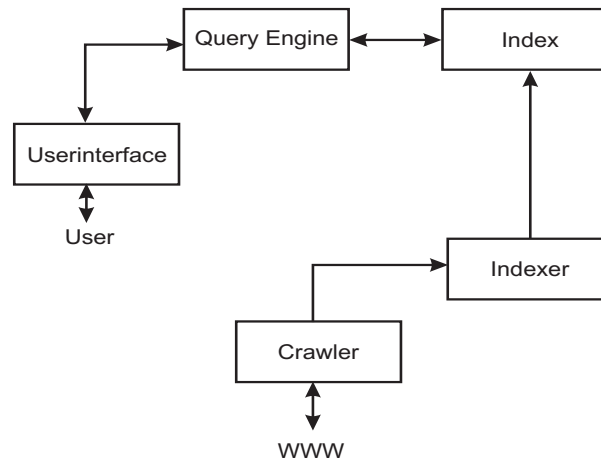 Query Engine
Index
Userinterface
User
Indexer
Crawler
WWW